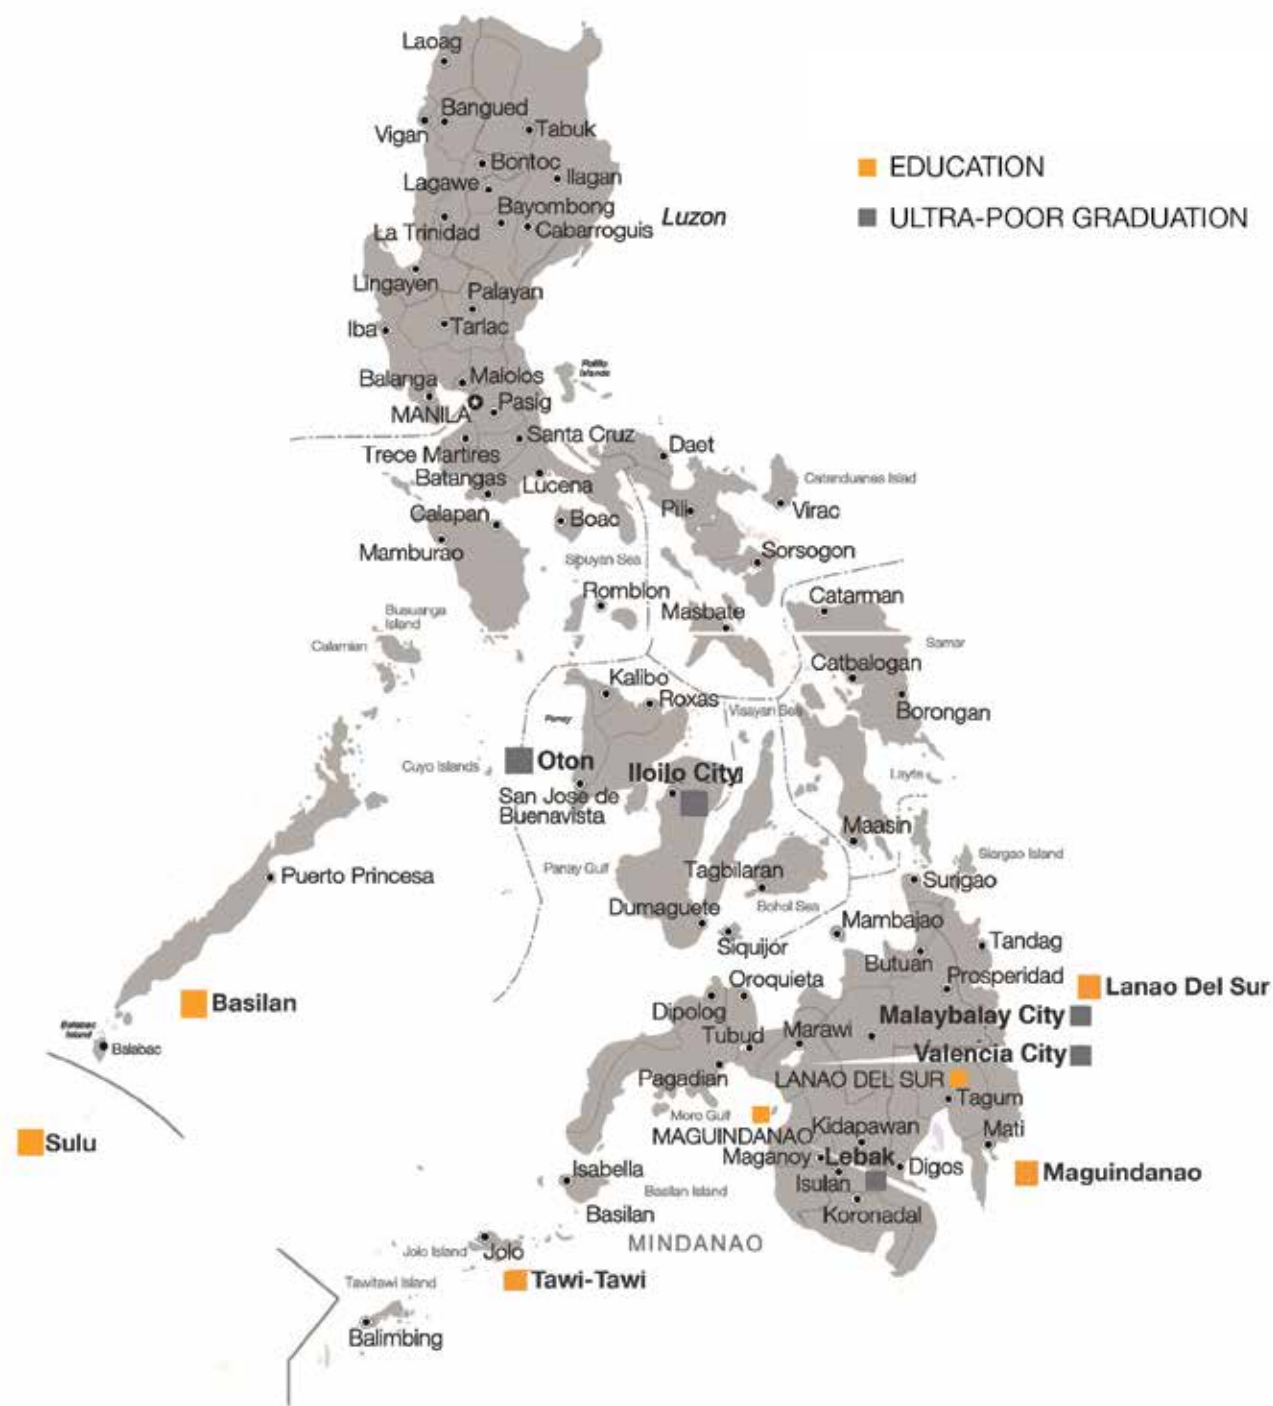 Laoag
Bangued
Vigan
Tabuk
Bontoc
Ilagan
Lagawe
Bayombong
Luzon
La Trinidad
Cabarroguis
EDUCATION
ULTRA-POOR GRADUATION
Lingayen
Palayan
Iba
Tarlac
Polillo
Islands
Balanga
Malolos
MANILA
Pasig
Trece Martires
Santa Cruz
Daet
Batangas
Lucena
Catanduanes Islad
Calapan
Boac
Pili
Virac
Mamburao
Sibuyan Sea
Sorsogon
Romblon
Masbate
Catarman
Busuanga
Island
Calamian
Samar
Catbalogan
Kalibo
Roxas
Visayan Sea
Borongan
Panay
Cuyo Islands
Oton
Iloilo City
Layte
San Jose de
Buenavista
Maasin
Panay Gulf
Tagbilaran
Siargao Island
Puerto Princesa
Surigao
Dumaguete
Bohol Sea
Mambajao
Siquijor
Tandag
Butuan
Oroquieta
Prosperidad
Lanao Del Sur
Basilan
Dipolog
Malaybalay City
Balabac
Island
Balabac
Tubud
Marawi
Valencia City
Pagadian
LANAO DEL SUR
Tagum
Moro Gulf
Sulu
MAGUINDANAO
Kidapawan
Mati
Maganoy
Lebak
Digos
Maguindanao
Isabella
Isulan
Basilan Island
Basilan
Koronadal
MINDANAO
Jolo Island
Jolo
Tawitawi Island
Tawi-Tawi
Balimbing